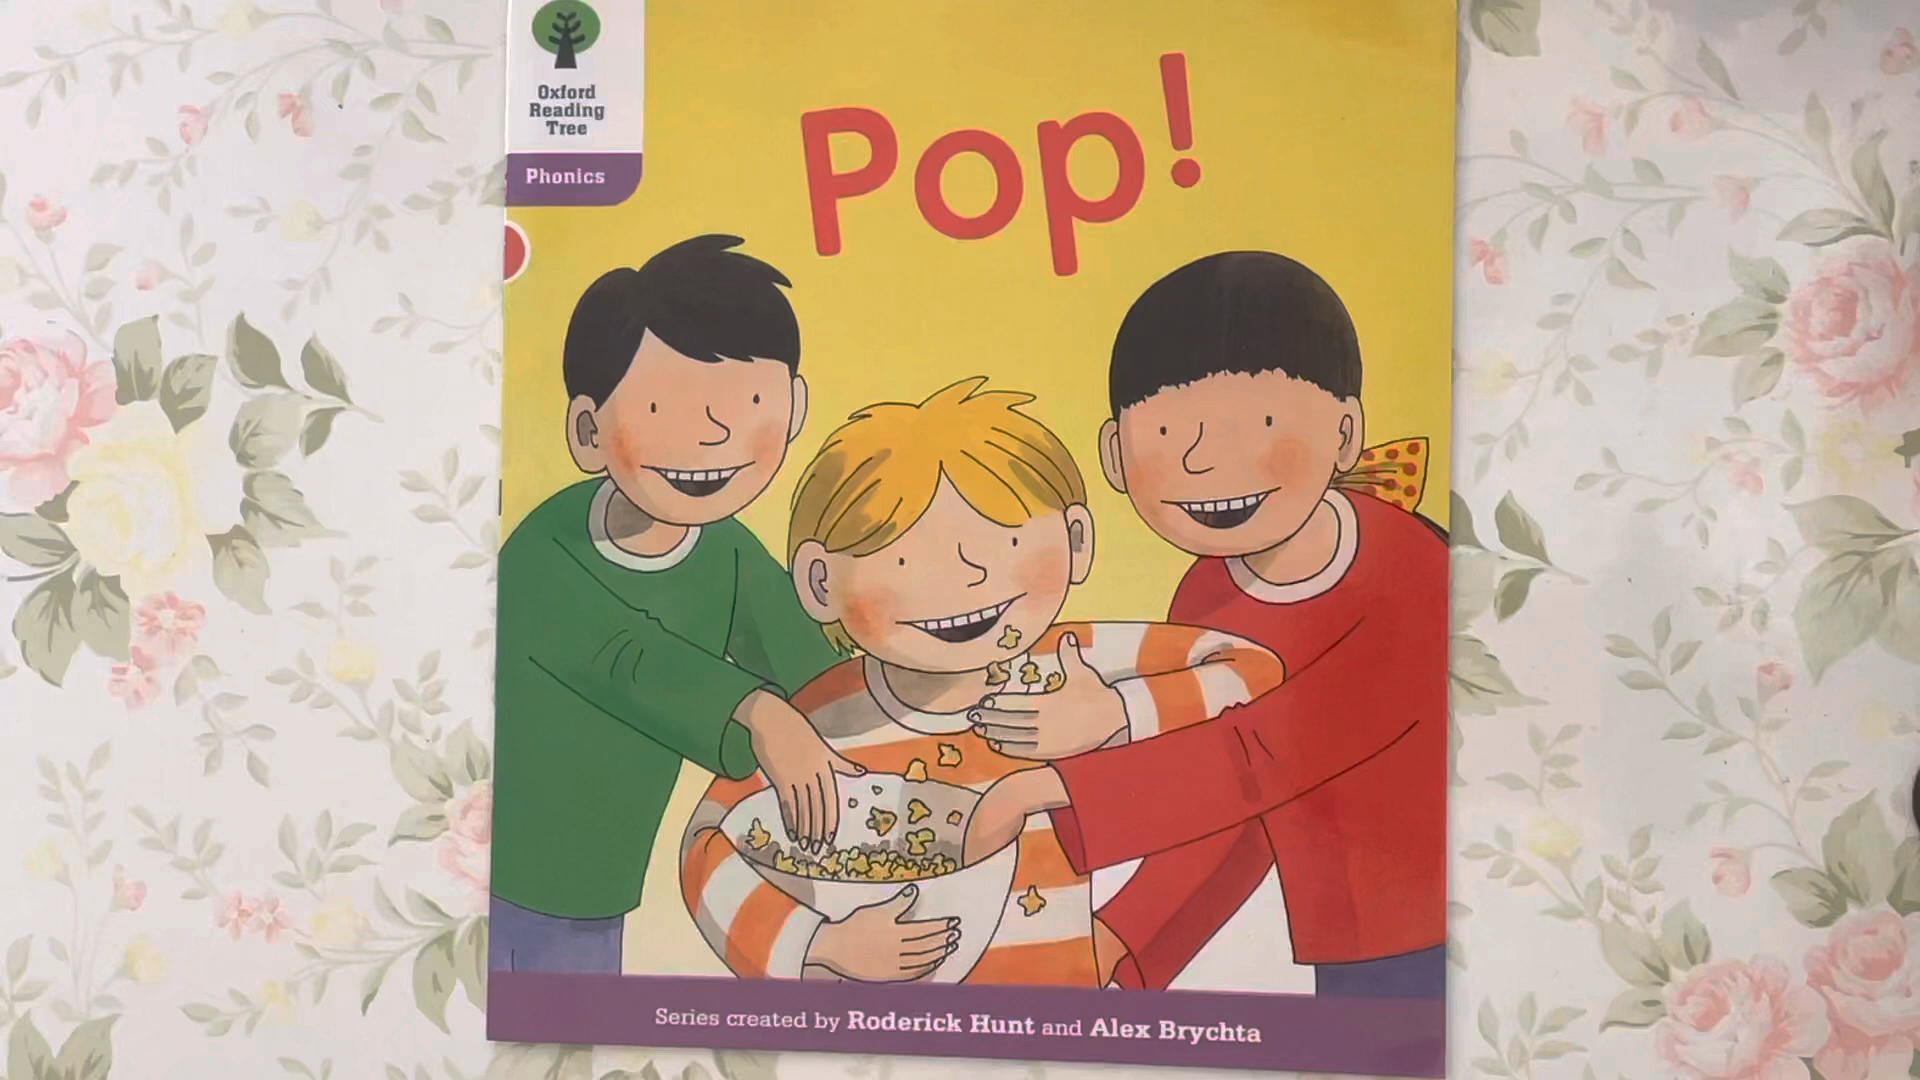 Oxford
Reading
Tree
Phonics
Pop!
Series created by Roderick Hunt and Alex Brychta